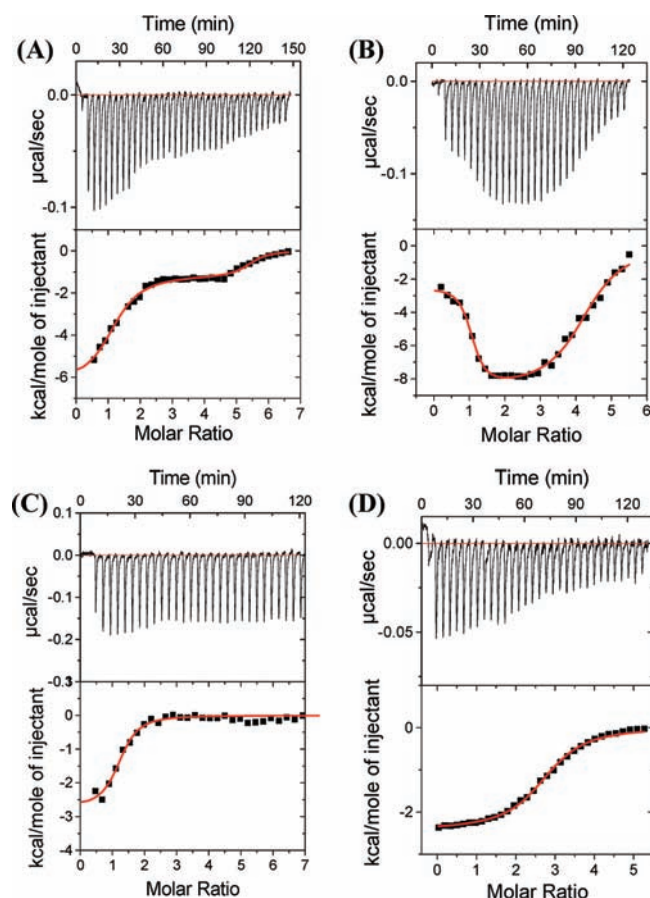 Time (min)
0 30 60 90 120 150
(A)
0.0
-0.1
µcal/sec
0
-2
-4
-6
kcal/mole of injectant
0 1 2 3 4 5 6 7
Molar Ratio
Time (min)
0 30 60 90 120
(B)
0.0
-0.1
µcal/sec
0
-2
-4
-6
-8
kcal/mole of injectant
0 1 2 3 4 5 6
Molar Ratio
Time (min)
0 30 60 90 120
(C)
0.1
0.0
-0.1
-0.2
-0.3
µcal/sec
0
-1
-2
-3
-4
kcal/mole of injectant
0 1 2 3 4 5 6 7
Molar Ratio
Time (min)
0 30 60 90 120
(D)
0.00
-0.05
µcal/sec
0
-2
kcal/mole of injectant
0 1 2 3 4 5
Molar Ratio